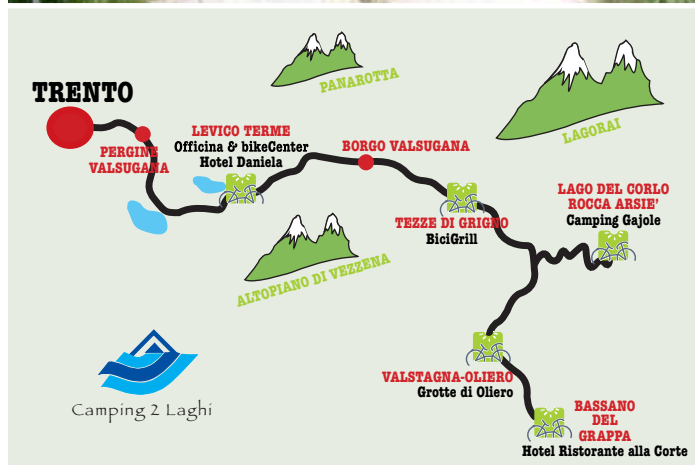 PANAROTTA
TRENTO
LAGORAI
LEVICO TERME
Officina & bikeCenter
Hotel Daniela
PERGINE
VALSUGANA
BORGO VALSUGANA
LAGO DEL CORLO
ROCCA ARSIE'
Camping Gajole
TEZZE DI GRIGNO
BiciGrill
ALTOPIANO DI VEZZENA
VALSTAGNA-OLIERO
Grotte di Oliero
Camping 2 Laghi
BASSANO
DEL
GRAPPA
Hotel Ristorante alla Corte